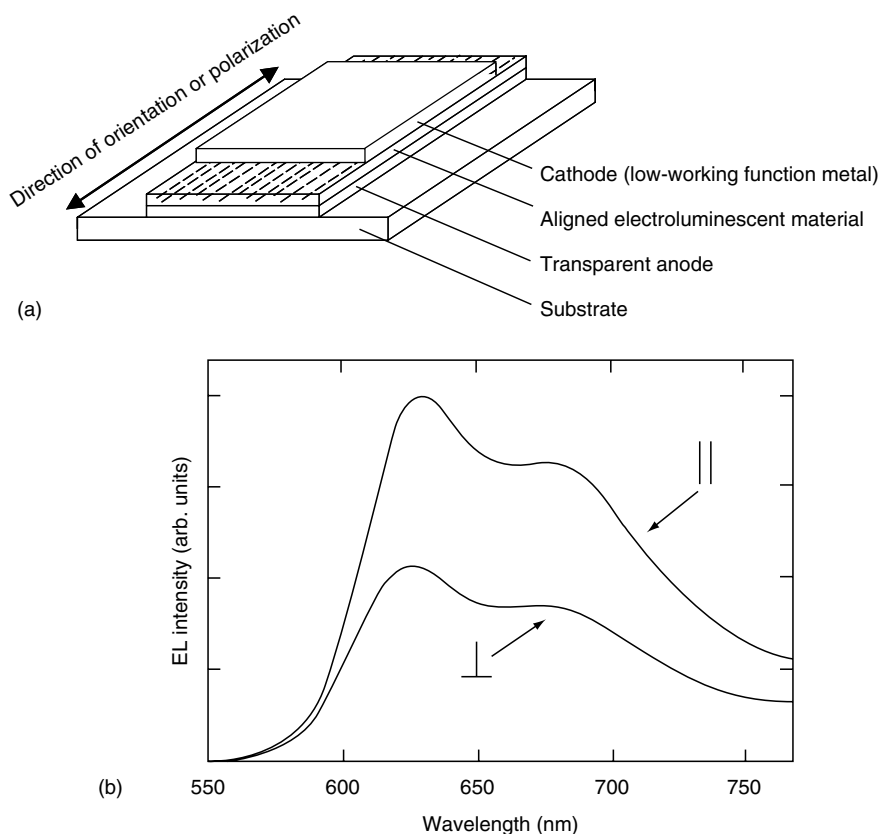 Direction of orientation or polarization
Cathode (low-working function metal)
Aligned electroluminescent material
Transparent anode
Substrate
(a)
EL intensity (arb. units)
||
⊥
550
600
650
700
750
(b)
Wavelength (nm)